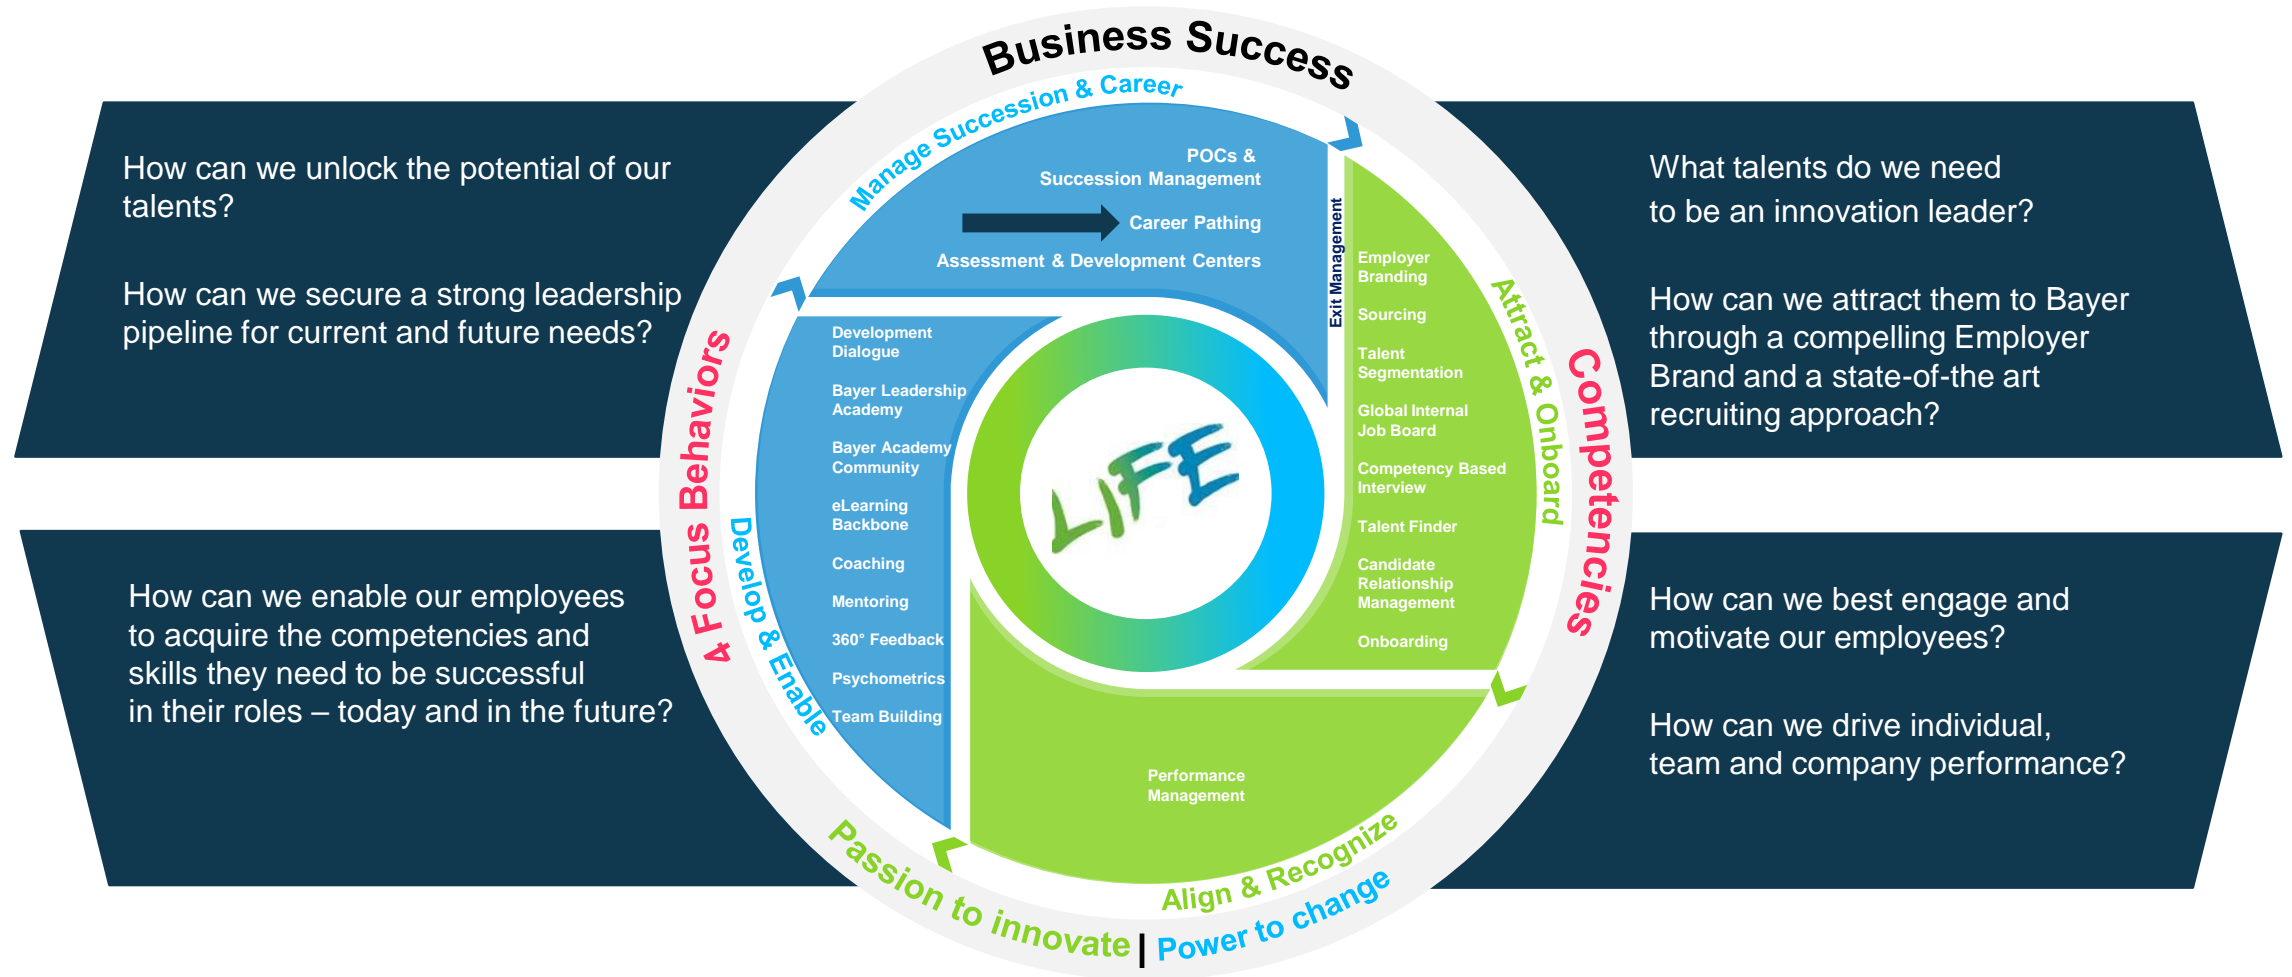 Business Success
Manage Succession & Career
How can we unlock the potential of our
talents?
How can we secure a strong leadership
pipeline for current and future needs?
POCs &
Succession Management
Career Pathing
Assessment & Development Centers
Exit Management
What talents do we need
to be an innovation leader?
How can we attract them to Bayer
through a compelling Employer
Brand and a state-of-the art
recruiting approach?
4 Focus Behaviors
Develop & Enable
Development
Dialogue
Bayer Leadership
Academy
Bayer Academy
Community
eLearning
Backbone
Coaching
Mentoring
360° Feedback
Psychometrics
Team Building
LIFE
Employer
Branding
Sourcing
Talent
Segmentation
Global Internal
Job Board
Competency Based
Interview
Talent Finder
Candidate
Relationship
Management
Onboarding
Attract & Onboard
Competencies
How can we enable our employees
to acquire the competencies and
skills they need to be successful
in their roles – today and in the future?
Performance
Management
How can we best engage and
motivate our employees?
How can we drive individual,
team and company performance?
Align & Recognize
Passion to innovate | Power to change